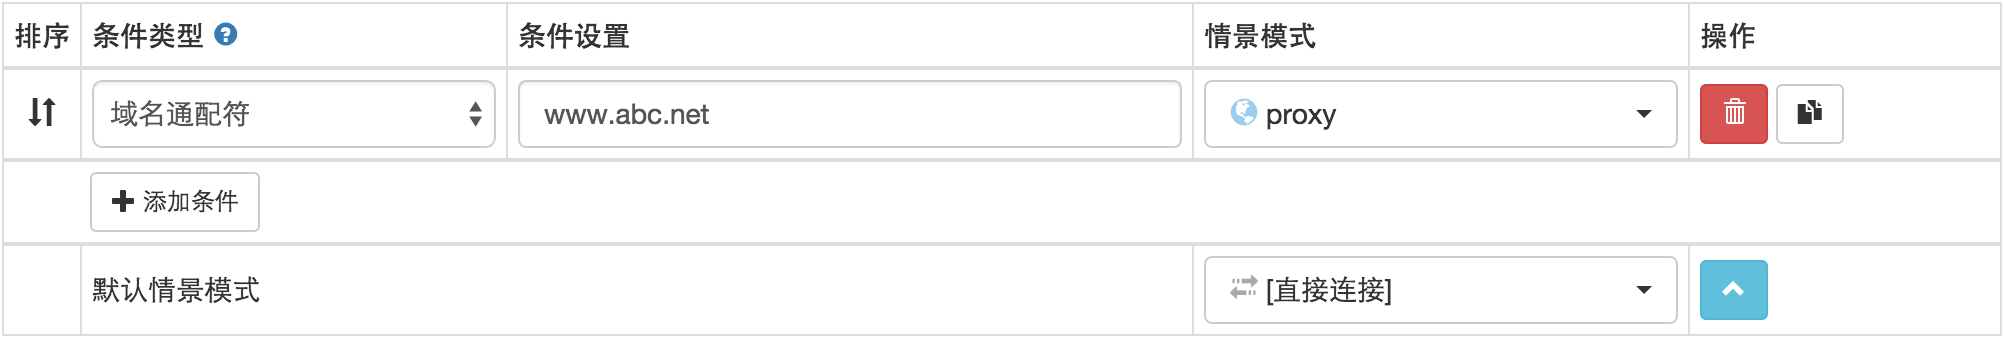 排序 条件类型 ? 条件设置 情景模式 操作
域名通配符 www.abc.net proxy
添加条件
默认情景模式 [直接连接]